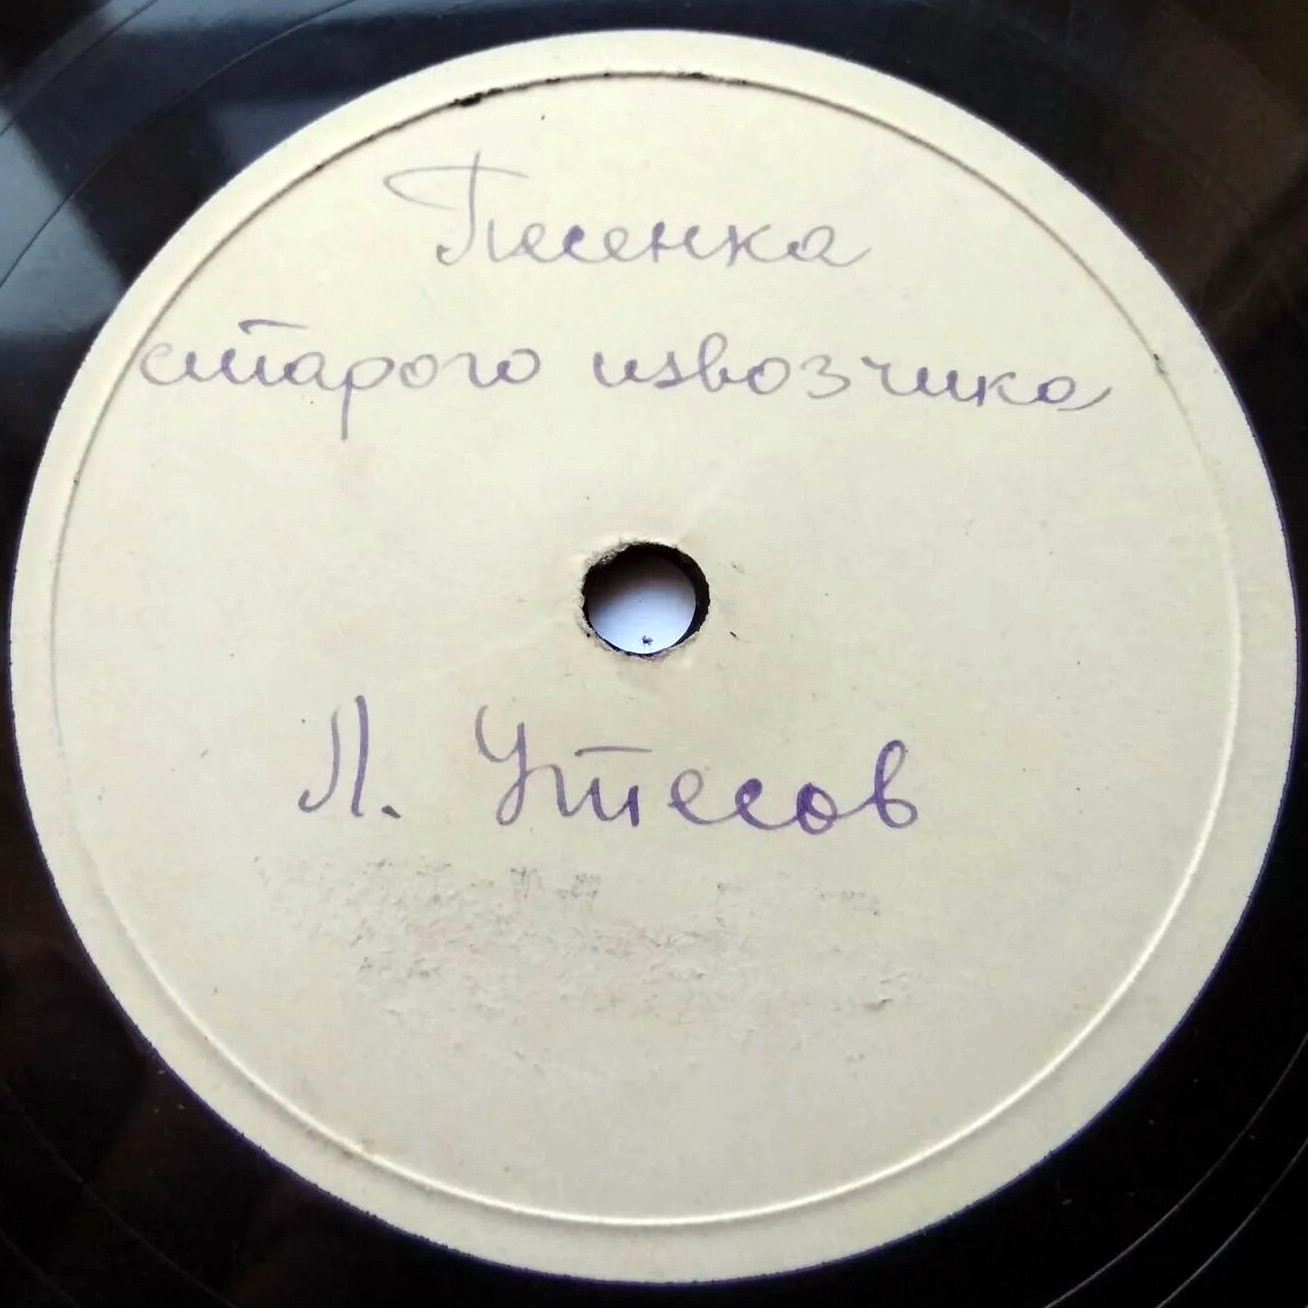 Песенка
старого извозчика
Л. Утесов